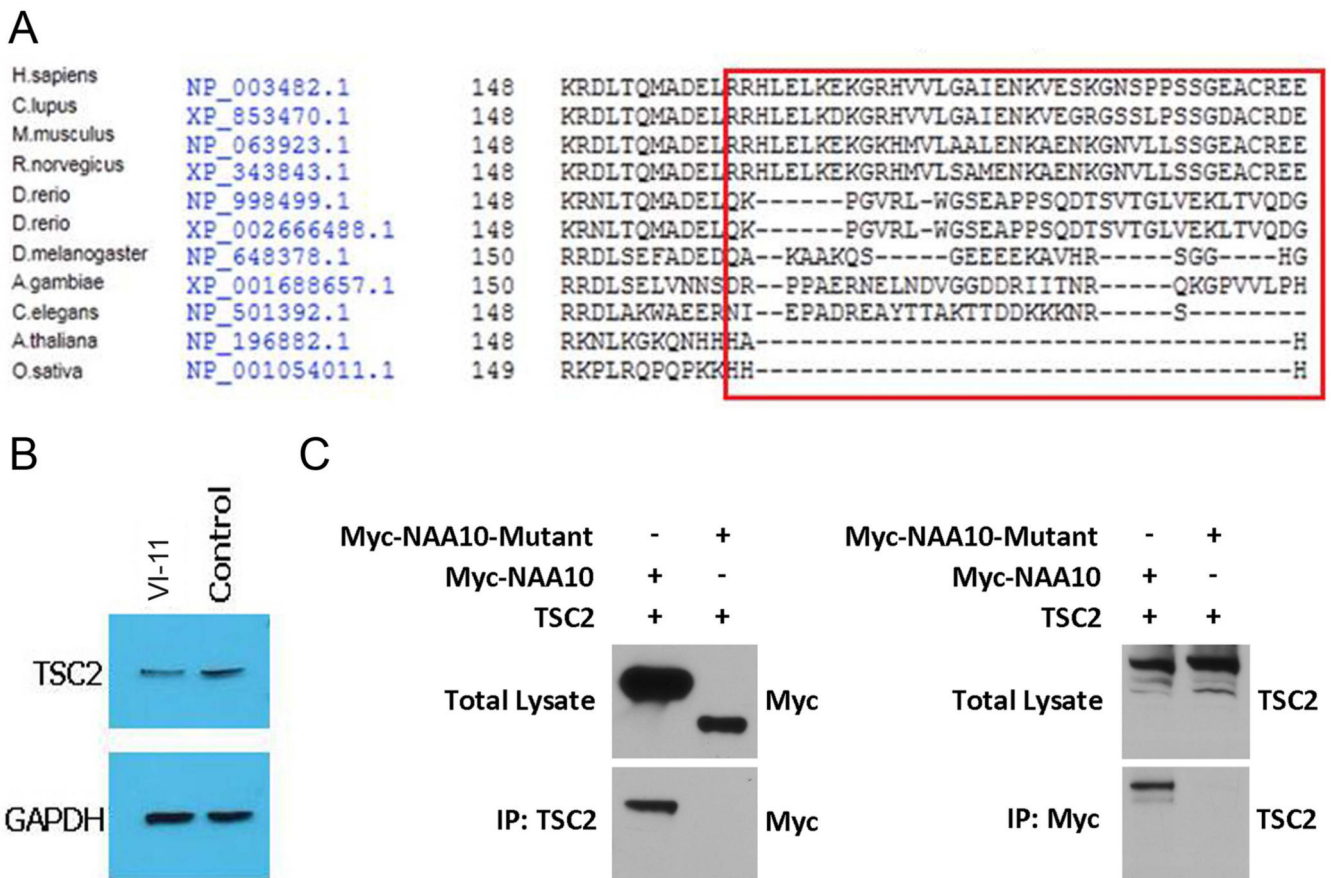 A
H.sapiens NP_003482.1 148 KRDLTQMADELRRHLELKEKGRHVVLGAIENKVESKGNSPPSSGEACREE
C.lupus XP_853470.1 148 KRDLTQMADELRRHLELKDKGRHVVLGAIENKVEGRGSSLPSSGDACRDE
M.musculus NP_063923.1 148 KRDLTQMADELRRHLELKEKGKHMVLAALENKAENKGNVLLSSGEACREE
R.norvegicus XP_343843.1 148 KRDLTQMADELRRHLELKEKGKHMVLSAMENKAENKGNVLLSSGEACREE
D.rerio NP_998499.1 148 KRNLTQMADELQK------PGVRL-WGSEAPPSQDTSVTGLVEKLTVQDG
D.rerio XP_002666488.1 148 KRNLTQMADELQK------PGVRL-WGSEAPPSQDTSVTGLVEKLTVQDG
D.melanogaster NP_648378.1 150 RRDLSEFADEDQA--KAAKQS-----GEEEEKAVHR-----SGG----HG
A.gambiae XP_001688657.1 150 RRDLSELVNNSDR--PPAERNELNDVGGDDRIITNR-----QKGPVVLPH
C.elegans NP_501392.1 148 RRDLAKWAEERNI--EPADREAYTTAKTTDDKKKNR-----S--------
A.thaliana NP_196882.1 148 RKNLKGKQNHHHA------------------------------------H
O.sativa NP_001054011.1 149 RKPLRQPQPKKHH------------------------------------H
B
VI-11 Control
TSC2
GAPDH
C
Myc-NAA10-Mutant - +
Myc-NAA10 + -
TSC2 + +
Total Lysate Myc
IP: TSC2 Myc
Myc-NAA10-Mutant - +
Myc-NAA10 + -
TSC2 + +
Total Lysate TSC2
IP: Myc TSC2